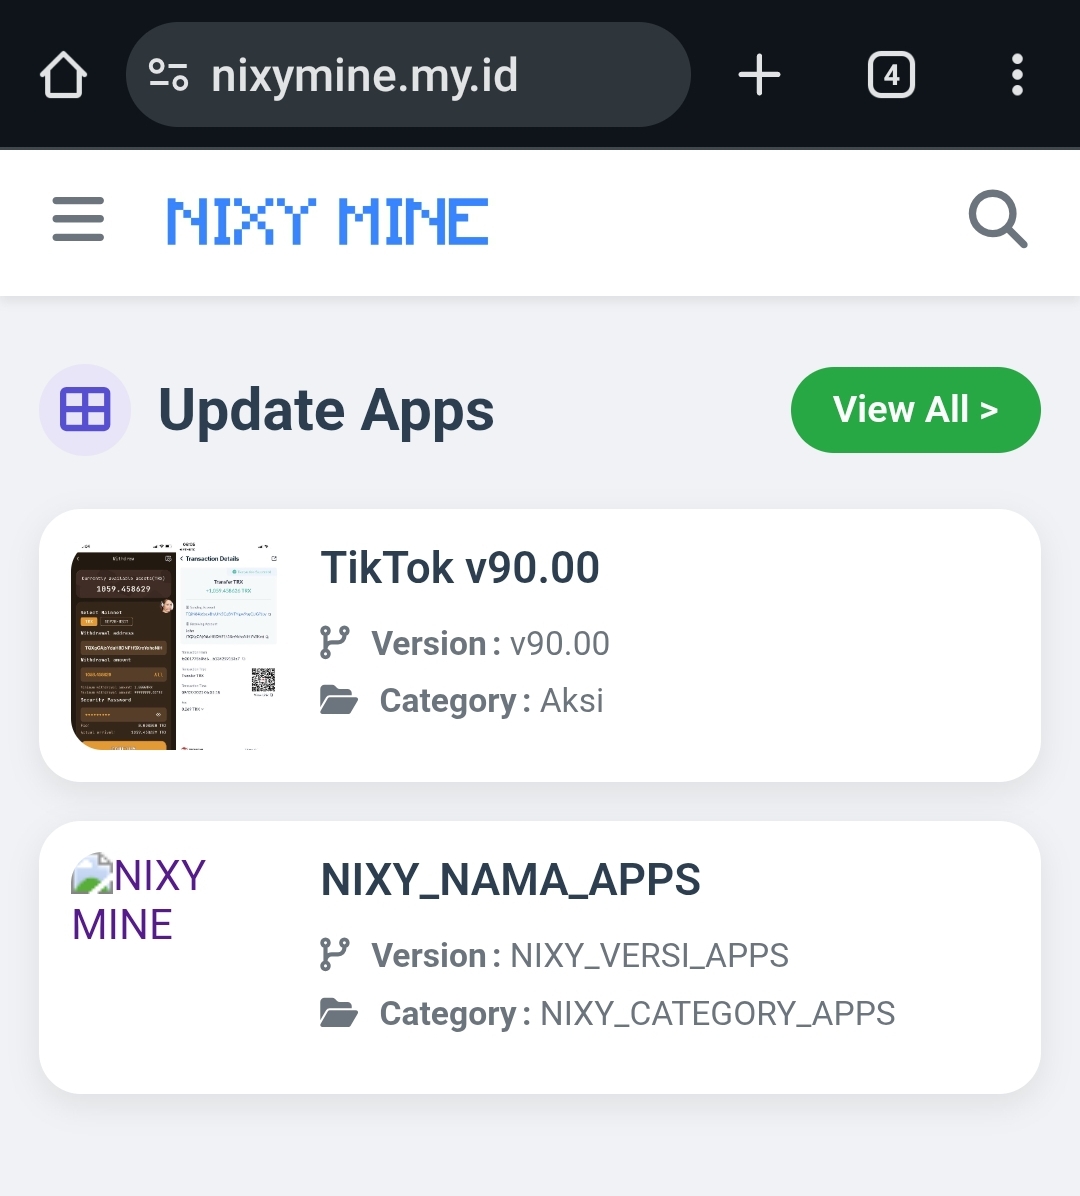 nixymine.my.id
4
NIXY MINE
Update Apps
View All >
Withdraw
Currently available assets(TRX)
1059.458629
Select Mainnet
Withdrawal address
Withdrawal amount
All
Security Password
Transaction Details
Transfer TRX
TikTok v90.00
Version : v90.00
Category : Aksi
NIXY
MINE
NIXY_NAMA_APPS
Version : NIXY_VERSI_APPS
Category : NIXY_CATEGORY_APPS